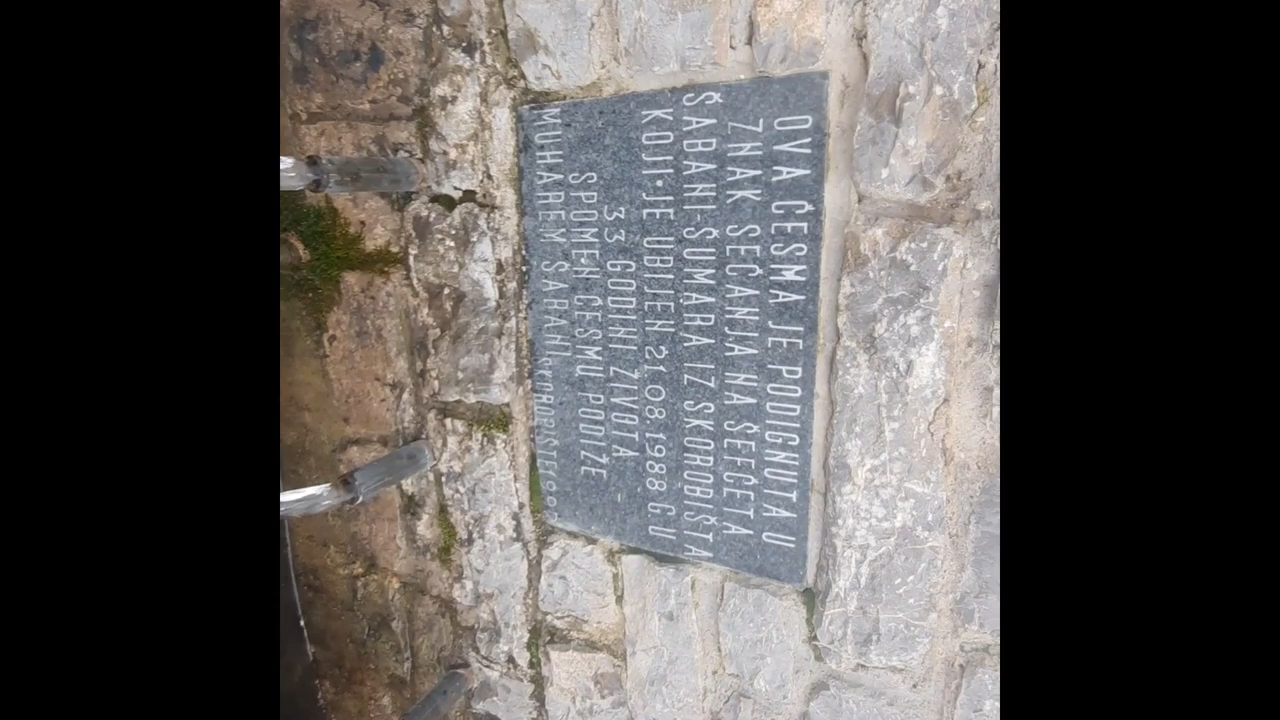 OVA ČESMA JE PODIGNUTA U
ZNAK SEĆANJA NA ŠEFĆETA
ŠABANI-ŠUMARA IZ SKOROBIŠTA
KOJI·JE UBIJEN 21.08.1988 G.U
33 GODINI ŽIVOTA
SPOMEN ČESMU PODIŽE
MUHAREM ŠABANI SKOROBIŠTE